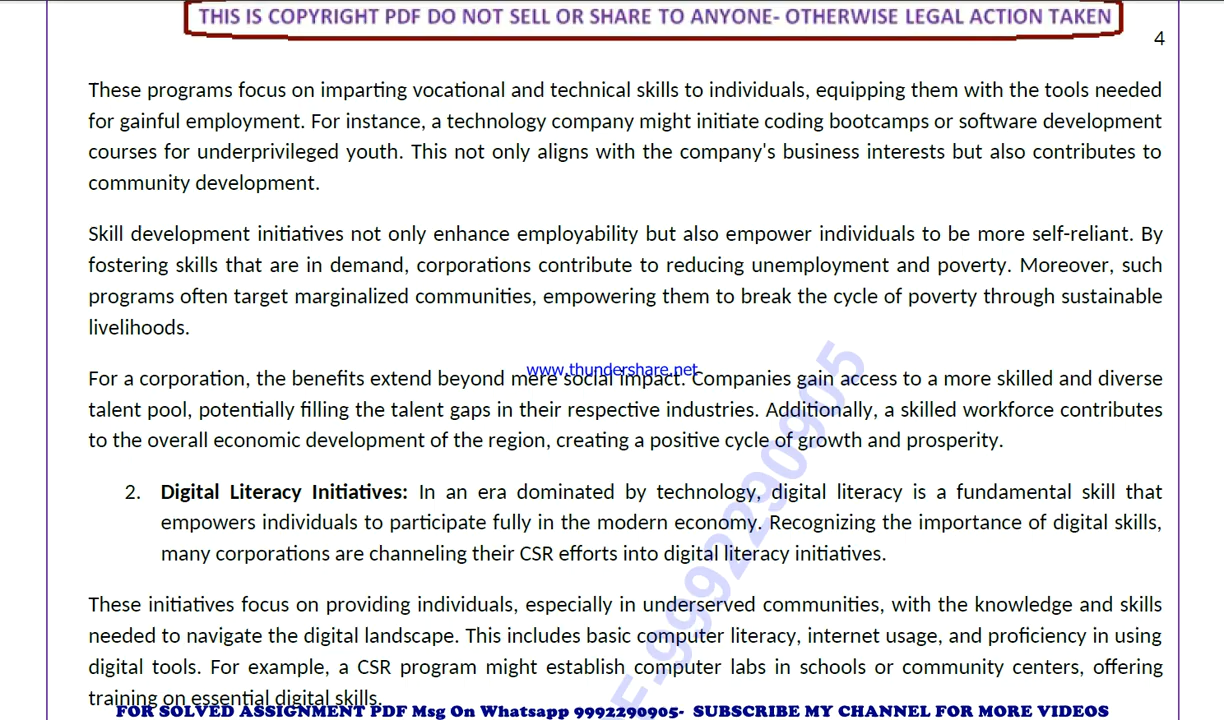 THIS IS COPYRIGHT PDF DO NOT SELL OR SHARE TO ANYONE- OTHERWISE LEGAL ACTION TAKEN
4
These programs focus on imparting vocational and technical skills to individuals, equipping them with the tools needed
for gainful employment. For instance, a technology company might initiate coding bootcamps or software development
courses for underprivileged youth. This not only aligns with the company's business interests but also contributes to
community development.
Skill development initiatives not only enhance employability but also empower individuals to be more self-reliant. By
fostering skills that are in demand, corporations contribute to reducing unemployment and poverty. Moreover, such
programs often target marginalized communities, empowering them to break the cycle of poverty through sustainable
livelihoods.
www.thundershare.net
For a corporation, the benefits extend beyond mere social impact. Companies gain access to a more skilled and diverse
talent pool, potentially filling the talent gaps in their respective industries. Additionally, a skilled workforce contributes
to the overall economic development of the region, creating a positive cycle of growth and prosperity.
2. Digital Literacy Initiatives: In an era dominated by technology, digital literacy is a fundamental skill that
empowers individuals to participate fully in the modern economy. Recognizing the importance of digital skills,
many corporations are channeling their CSR efforts into digital literacy initiatives.
These initiatives focus on providing individuals, especially in underserved communities, with the knowledge and skills
needed to navigate the digital landscape. This includes basic computer literacy, internet usage, and proficiency in using
digital tools. For example, a CSR program might establish computer labs in schools or community centers, offering
training on essential digital skills.
E-9992290905
FOR SOLVED ASSIGNMENT PDF Msg On Whatsapp 9992290905- SUBSCRIBE MY CHANNEL FOR MORE VIDEOS